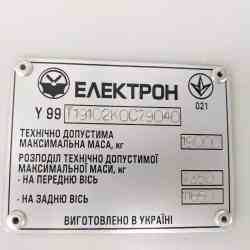 ЕЛЕКТРОН
021
Y 99
ТЕХНІЧНО ДОПУСТИМА
МАКСИМАЛЬНА МАСА, кг
РОЗПОДІЛ ТЕХНІЧНО ДОПУСТИМОЇ
МАКСИМАЛЬНОЇ МАСИ, кг
- НА ПЕРЕДНЮ ВІСЬ
- НА ЗАДНЮ ВІСЬ
ВИГОТОВЛЕНО В УКРАЇНІ